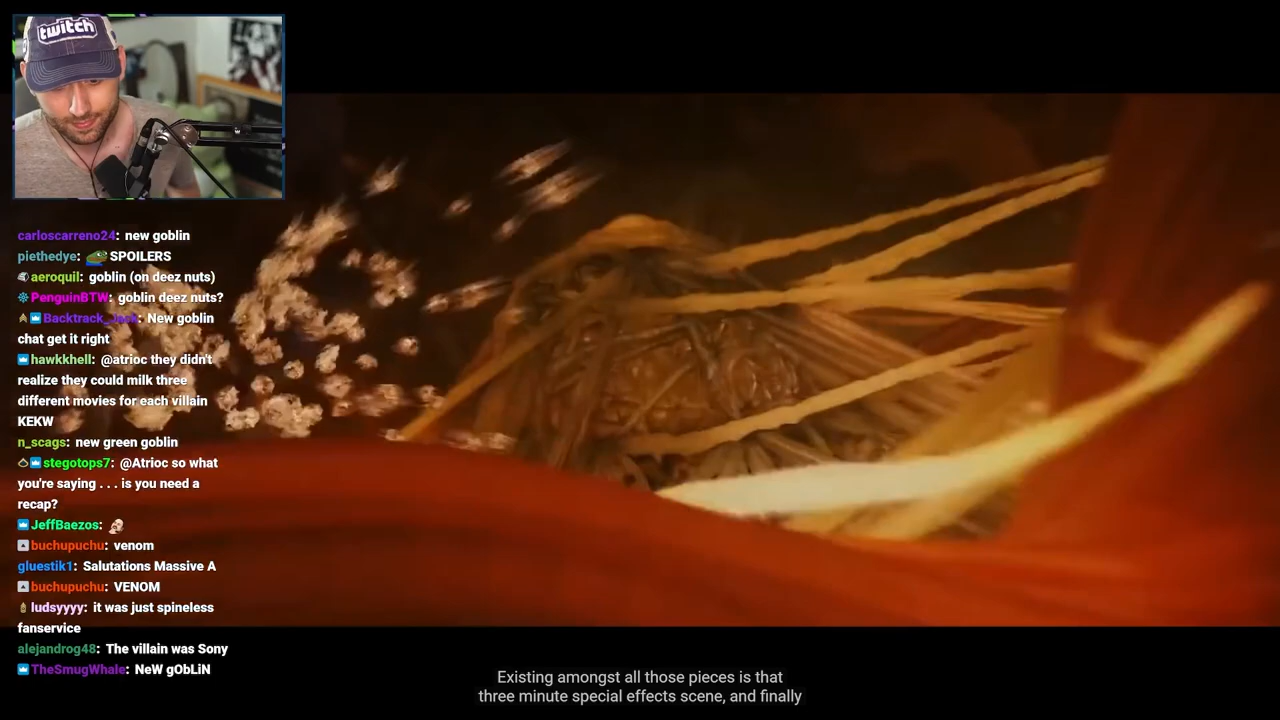 twitch
carloscarreno24: new goblin
piethedye: SPOILERS
aeroquil: goblin (on deez nuts)
PenguinBTW: goblin deez nuts?
Backtrack_Jack: New goblin
chat get it right
hawkkhell: @atrioc they didn't
realize they could milk three
different movies for each villain
KEKW
n_scags: new green goblin
stegotops7: @Atrioc so what
you're saying . . . is you need a
recap?
JeffBaezos:
buchupuchu: venom
gluestik1: Salutations Massive A
buchupuchu: VENOM
ludsyyyy: it was just spineless
fanservice
alejandrog48: The villain was Sony
TheSmugWhale: NeW gObLiN
Existing amongst all those pieces is that
three minute special effects scene, and finally